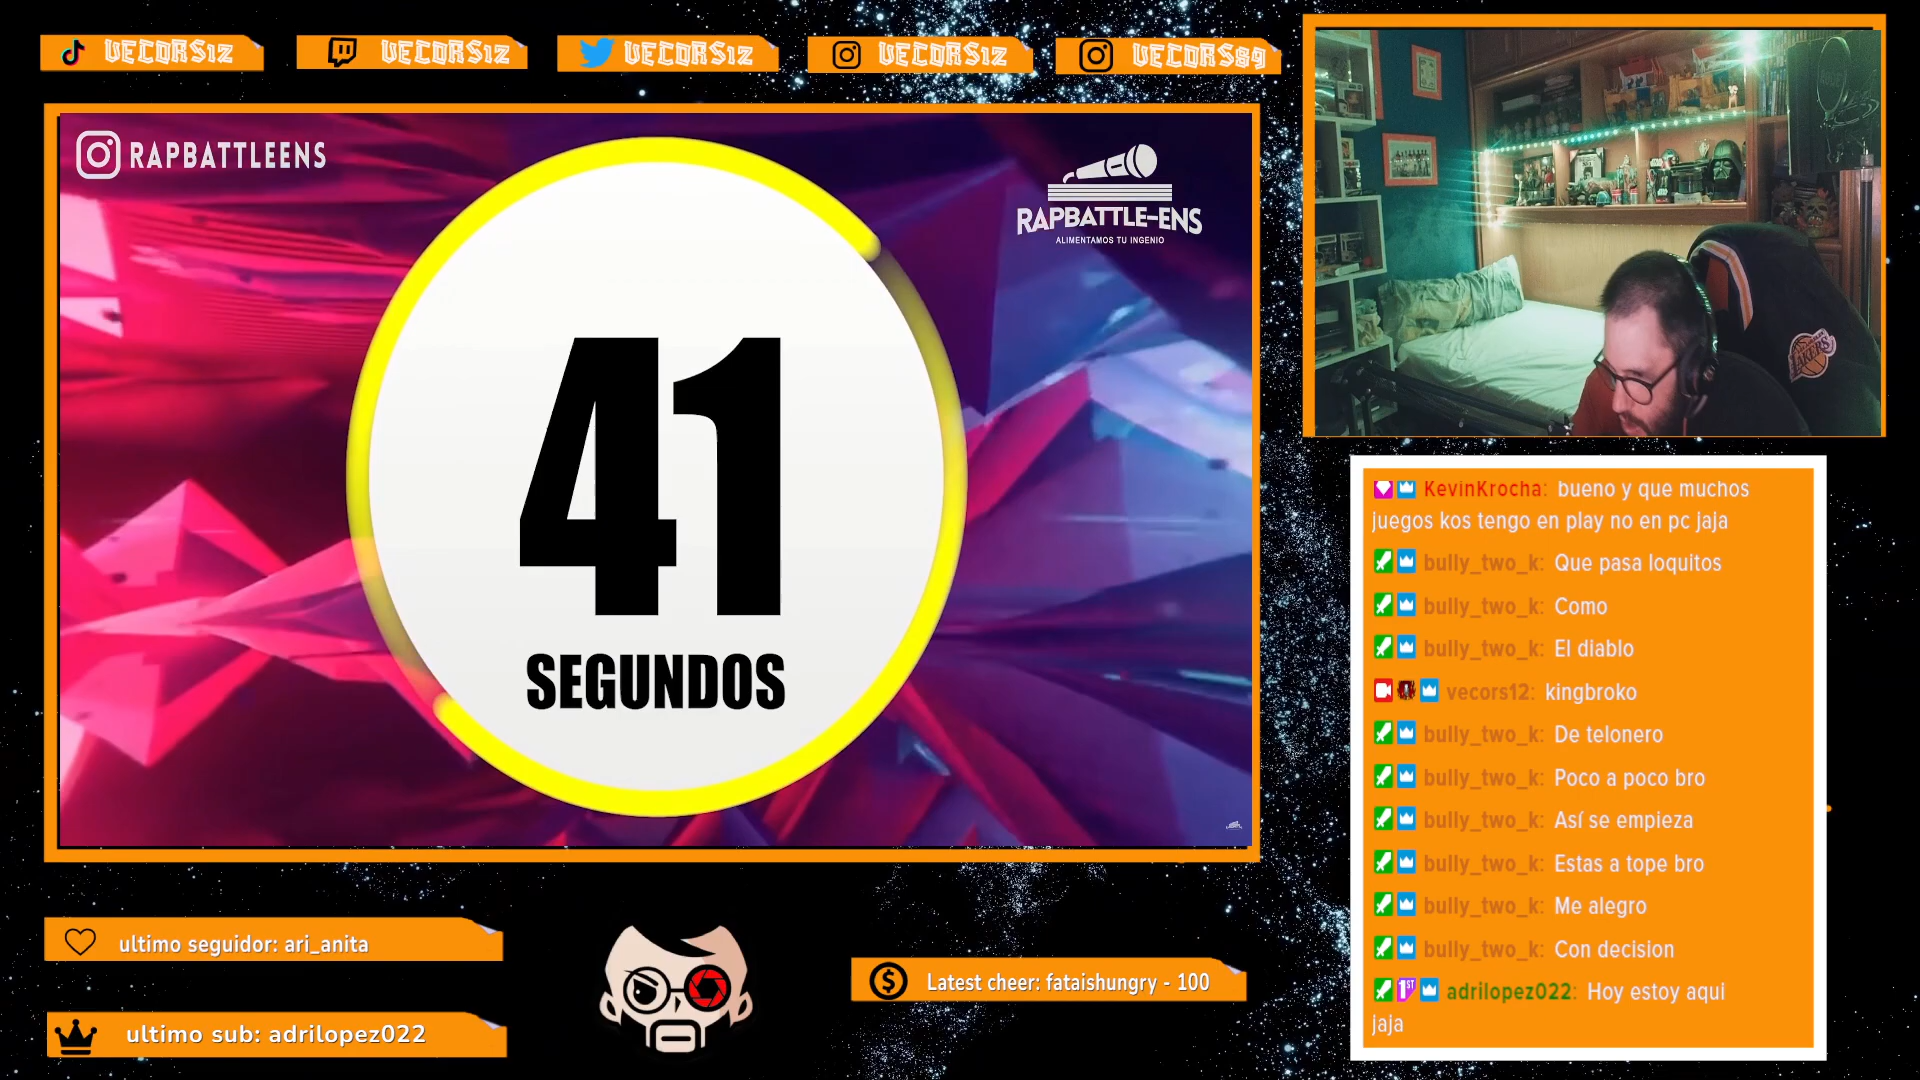 VECORS12
VECORS12
VECORS12
VECORS12
VECORS89
RAPBATTLEENS
RAPBATTLE-ENS
ALIMENTAMOS TU INGENIO
41
SEGUNDOS
LAKERS
KevinKrocha: bueno y que muchos
juegos kos tengo en play no en pc jaja
bully_two_k: Que pasa loquitos
bully_two_k: Como
bully_two_k: El diablo
vecors12: kingbroko
bully_two_k: De telonero
bully_two_k: Poco a poco bro
bully_two_k: Así se empieza
bully_two_k: Estas a tope bro
bully_two_k: Me alegro
bully_two_k: Con decision
1ST adrilopez022: Hoy estoy aqui
jaja
ultimo seguidor: ari_anita
ultimo sub: adrilopez022
$ Latest cheer: fataishungry - 100